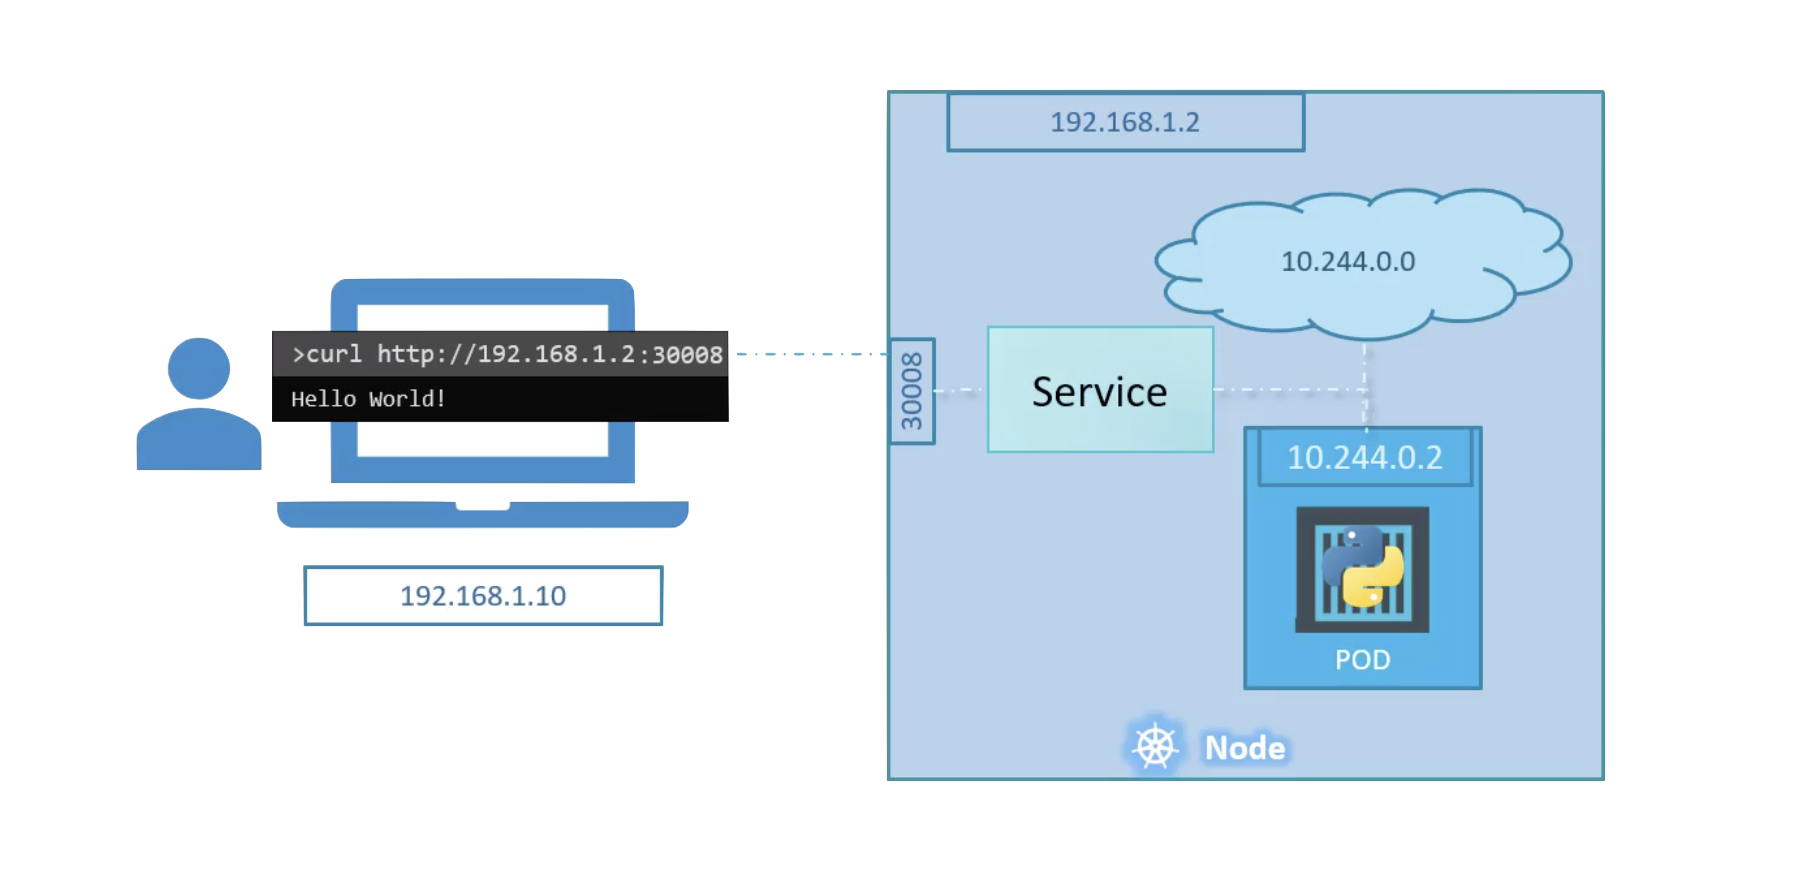 >curl http://192.168.1.2:30008
Hello World!
192.168.1.10
192.168.1.2
10.244.0.0
30008
Service
10.244.0.2
POD
Node